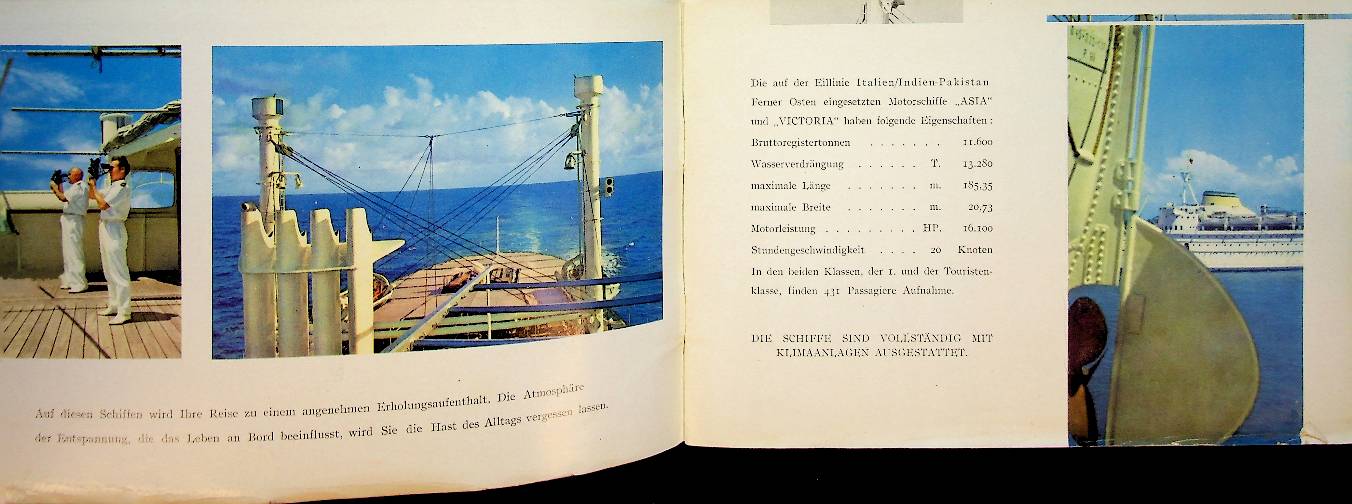 Auf diesen Schiffen wird Ihre Reise zu einem angenehmen Erholungsaufenthalt. Die Atmosphäre
der Entspannung, die das Leben an Bord beeinflusst, wird Sie die Hast des Alltags vergessen lassen.
Die auf der Eillinie Italien/Indien-Pakistan
Ferner Osten eingesetzten Motorschiffe „ASIA“
und „VICTORIA“ haben folgende Eigenschaften:
Bruttoregistertonnen . . . . . . . 11.600
Wasserverdrängung . . . . . . T. 13.280
maximale Länge . . . . . . . m. 185,35
maximale Breite . . . . . . . m. 20,73
Motorleistung . . . . . . . . . HP. 16.100
Stundengeschwindigkeit . . . . 20 Knoten
In den beiden Klassen, der 1. und der Touristen-
klasse, finden 431 Passagiere Aufnahme.
DIE SCHIFFE SIND VOLLSTÄNDIG MIT
KLIMAANLAGEN AUSGESTATTET.